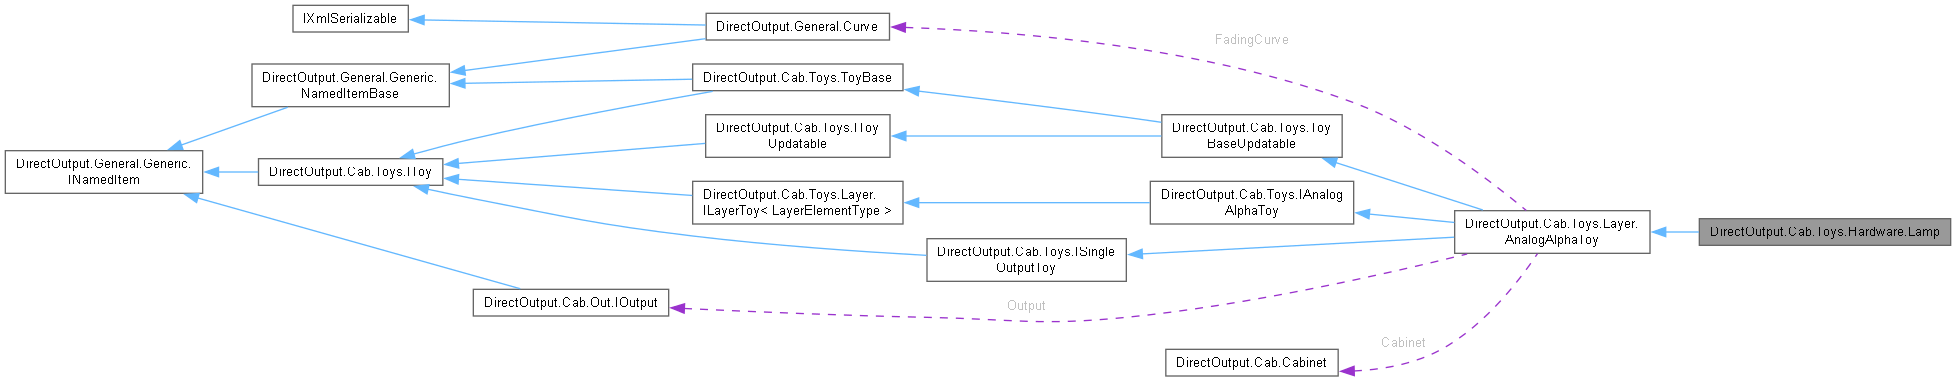 IXmlSerializable
DirectOutput.General.Curve
FadingCurve
DirectOutput.General.Generic.
NamedItemBase
DirectOutput.Cab.Toys.ToyBase
DirectOutput.Cab.Toys.IToy
Updatable
DirectOutput.Cab.Toys.Toy
BaseUpdatable
DirectOutput.General.Generic.
INamedItem
DirectOutput.Cab.Toys.IToy
DirectOutput.Cab.Toys.Layer.
ILayerToy< LayerElementType >
DirectOutput.Cab.Toys.IAnalog
AlphaToy
DirectOutput.Cab.Toys.Layer.
AnalogAlphaToy
DirectOutput.Cab.Toys.Hardware.Lamp
DirectOutput.Cab.Toys.ISingle
OutputToy
DirectOutput.Cab.Out.IOutput
Output
Cabinet
DirectOutput.Cab.Cabinet